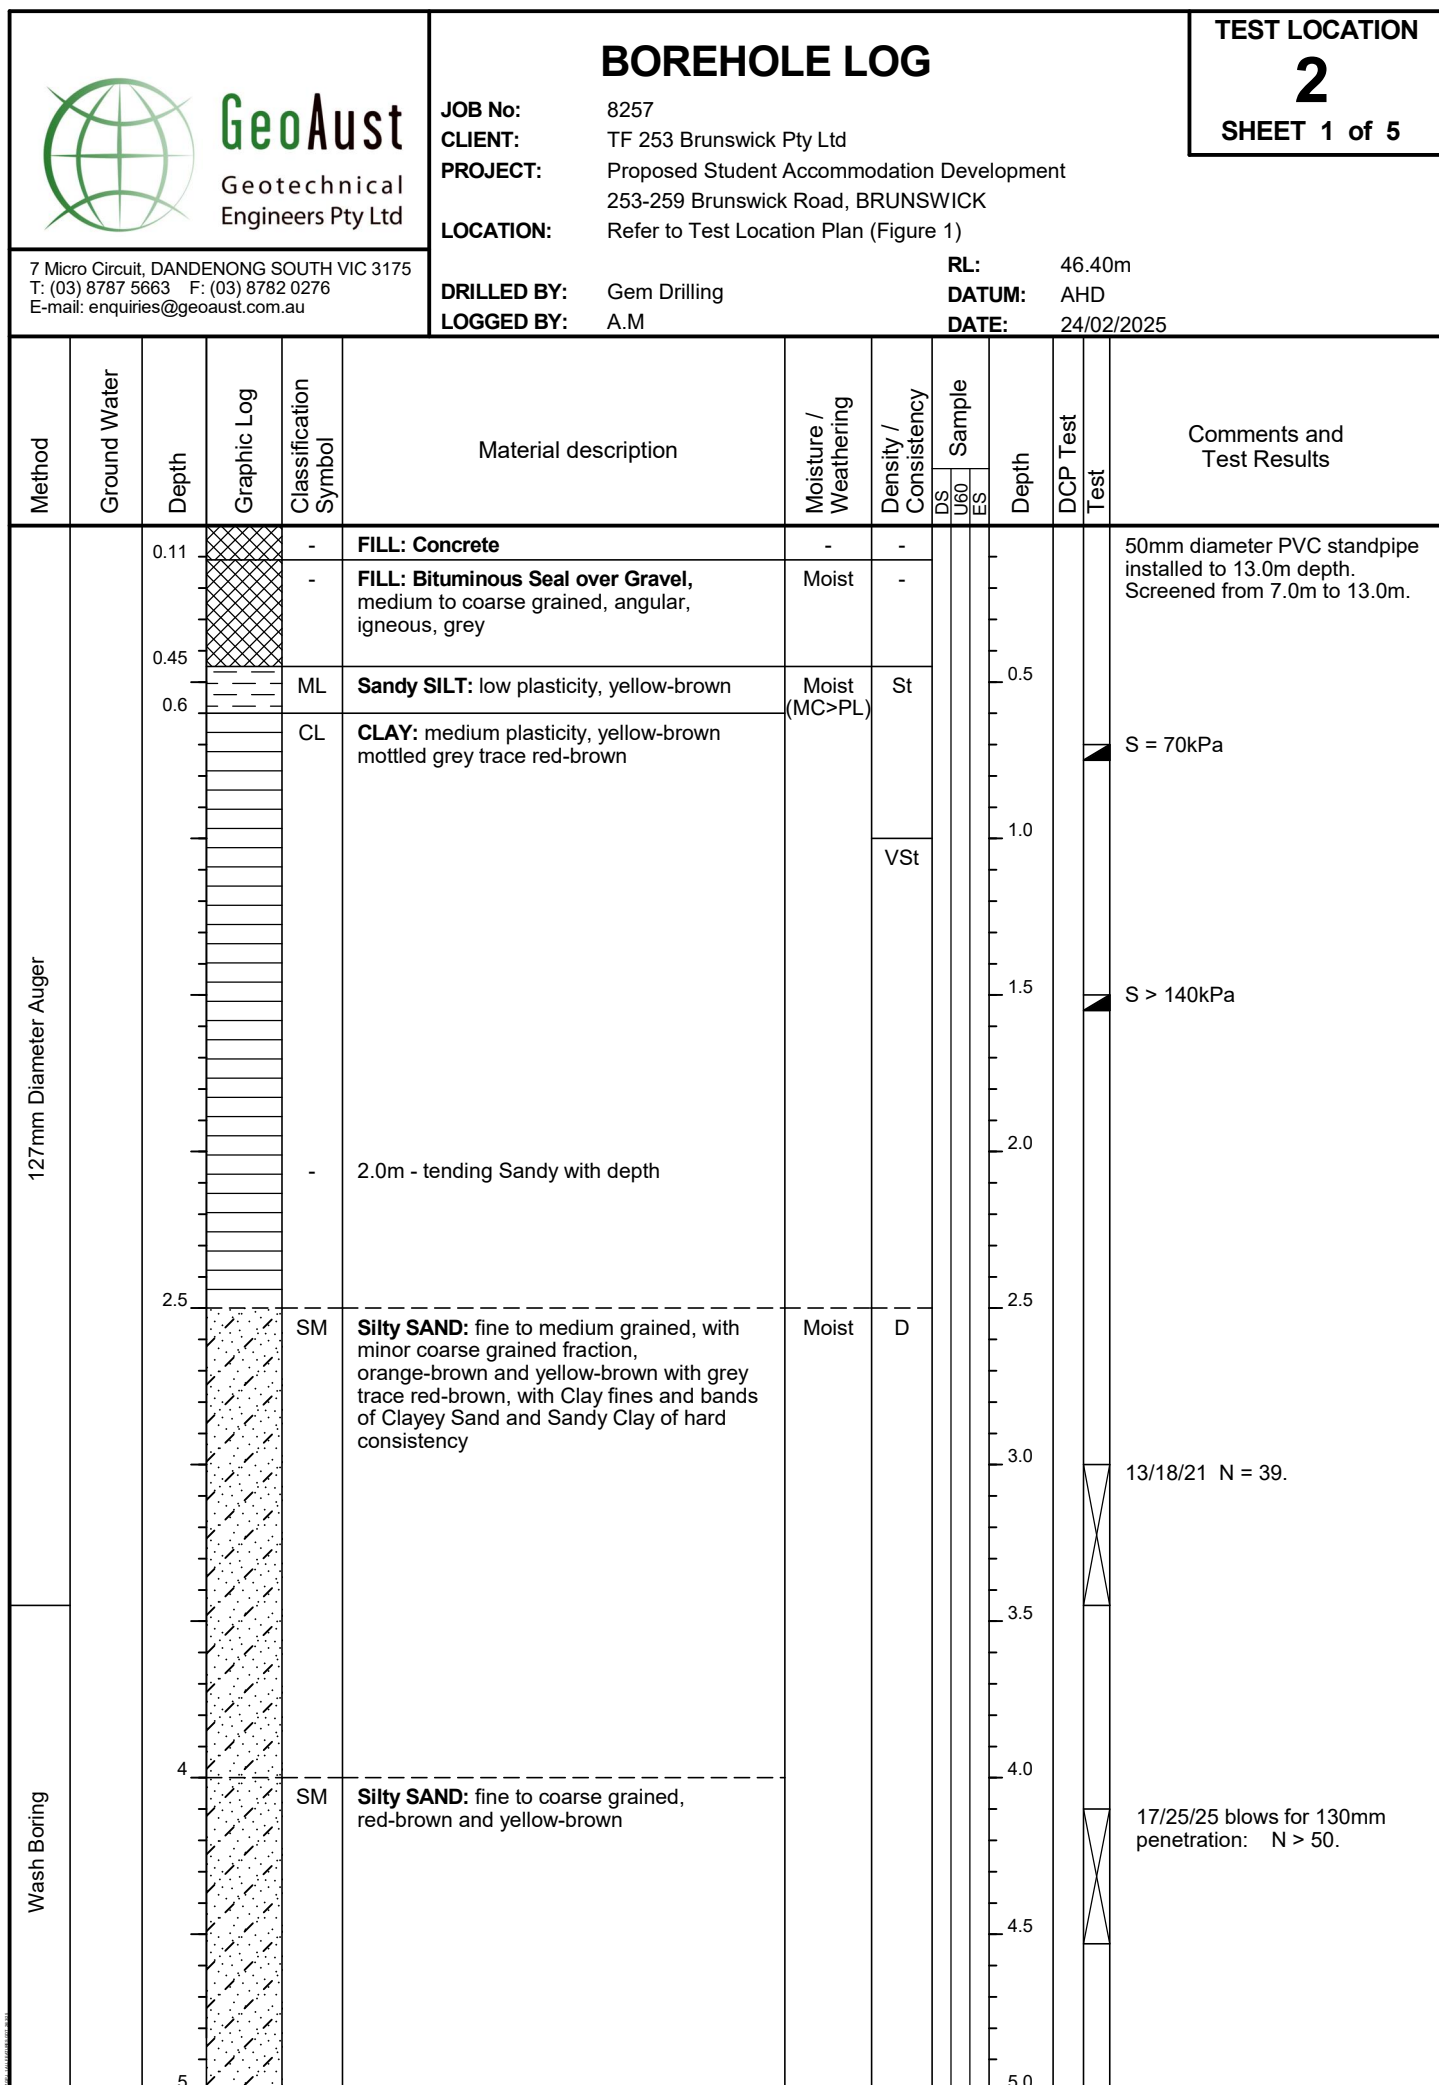 GeoAust
Geotechnical
Engineers Pty Ltd
7 Micro Circuit, DANDENONG SOUTH VIC 3175
T: (03) 8787 5663 F: (03) 8782 0276
E-mail: enquiries@geoaust.com.au
BOREHOLE LOG
JOB No: 8257
CLIENT: TF 253 Brunswick Pty Ltd
PROJECT: Proposed Student Accommodation Development
253-259 Brunswick Road, BRUNSWICK
LOCATION: Refer to Test Location Plan (Figure 1)
RL: 46.40m
DRILLED BY: Gem Drilling DATUM: AHD
LOGGED BY: A.M DATE: 24/02/2025
TEST LOCATION
2
SHEET 1 of 5
Method
Ground Water
Depth
Graphic Log
Classification
Symbol
Material description
Moisture /
Weathering
Density /
Consistency
Sample
DS
U60
ES
Depth
DCP Test
Test
Comments and
Test Results
127mm Diameter Auger
Wash Boring
0.11 - FILL: Concrete - -
50mm diameter PVC standpipe
installed to 13.0m depth.
Screened from 7.0m to 13.0m.
- FILL: Bituminous Seal over Gravel, Moist -
medium to coarse grained, angular,
igneous, grey
0.45
0.5
ML Sandy SILT: low plasticity, yellow-brown Moist St
(MC>PL)
0.6
CL CLAY: medium plasticity, yellow-brown
mottled grey trace red-brown
S = 70kPa
1.0
VSt
1.5
S > 140kPa
2.0
- 2.0m - tending Sandy with depth
2.5 2.5
SM Silty SAND: fine to medium grained, with Moist D
minor coarse grained fraction,
orange-brown and yellow-brown with grey
trace red-brown, with Clay fines and bands
of Clayey Sand and Sandy Clay of hard
consistency
3.0
13/18/21 N = 39.
3.5
4 4.0
SM Silty SAND: fine to coarse grained,
red-brown and yellow-brown
17/25/25 blows for 130mm
penetration: N > 50.
4.5
5 5.0